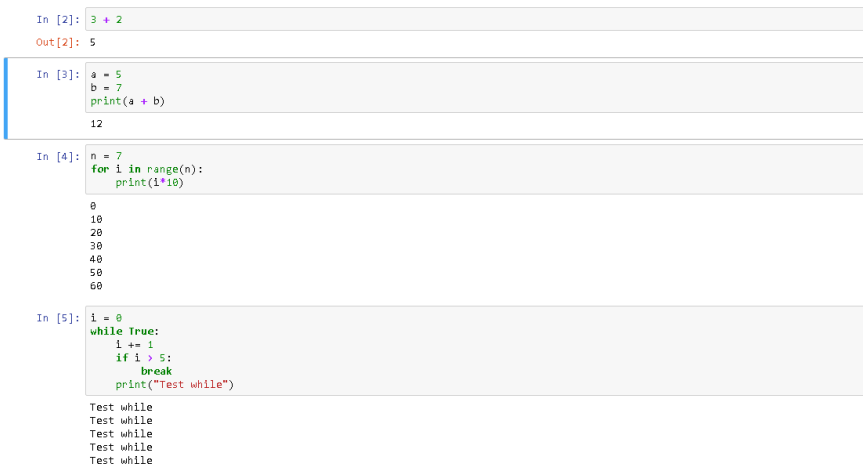 In [2]: 3 + 2
Out[2]: 5
In [3]: a = 5
b = 7
print(a + b)
12
In [4]: n = 7
for i in range(n):
    print(i*10)
0
10
20
30
40
50
60
In [5]: i = 0
while True:
    i += 1
    if i > 5:
        break
    print("Test while")
Test while
Test while
Test while
Test while
Test while